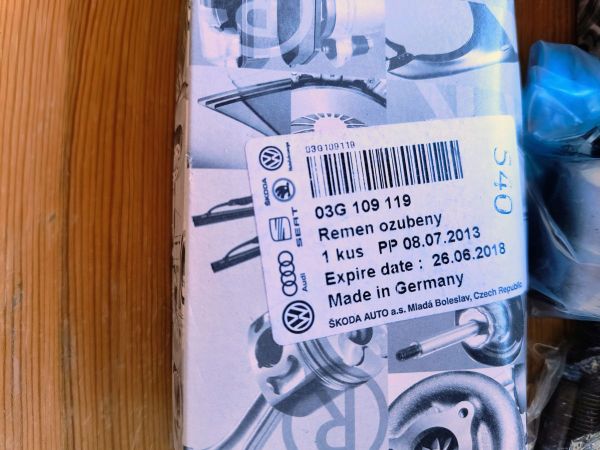 03G109119
03G 109 119
Remen ozubeny
1 kus PP 08.07.2013
Expire date : 26.06.2018
Made in Germany
ŠKODA AUTO a.s. Mladá Boleslav, Czech Republic
ŠKODA
SEAT
Audi
540
R
R